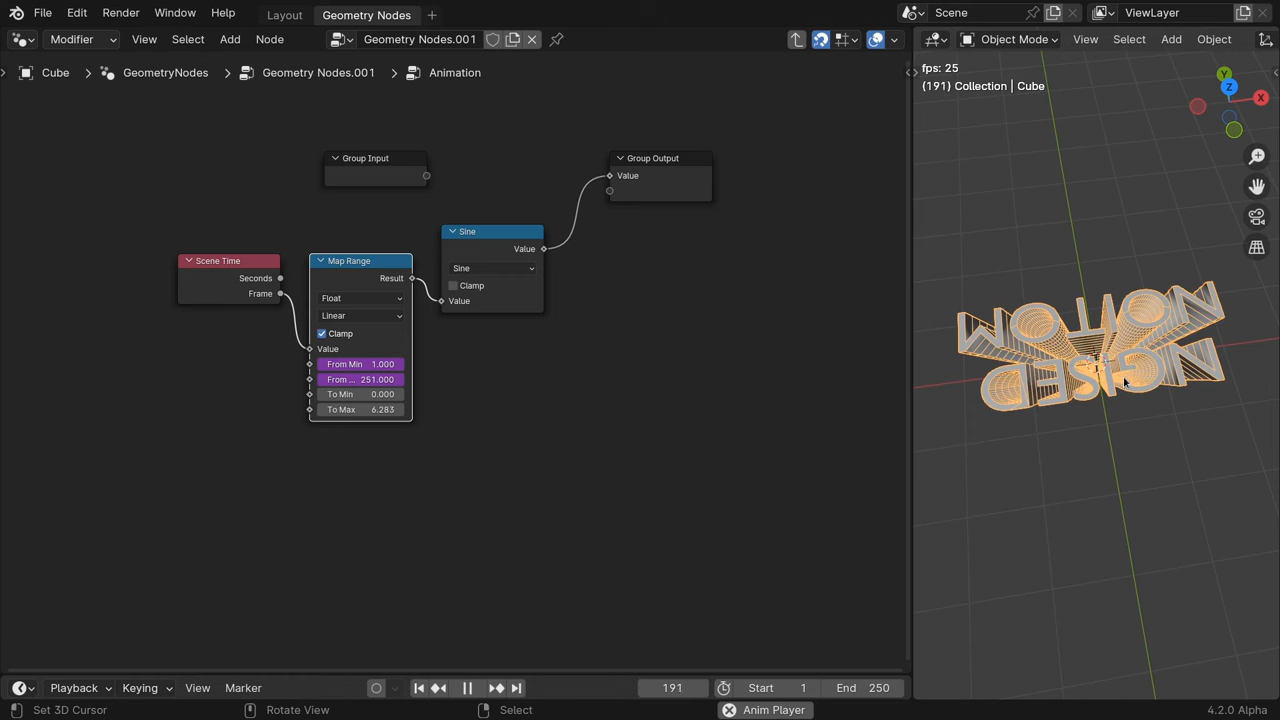 File Edit Render Window Help Layout Geometry Nodes + Scene ViewLayer
Modifier View Select Add Node Geometry Nodes.001 Object Mode View Select Add Object
Cube > GeometryNodes > Geometry Nodes.001 > Animation
fps: 25
(191) Collection | Cube
Y
Z
X
Group Input
Group Output
Value
Sine
Value
Sine
Clamp
Value
Scene Time
Seconds
Frame
Map Range
Result
Float
Linear
Clamp
Value
From Min 1.000
From ... 251.000
To Min 0.000
To Max 6.283
MOTION
DESIGN
Playback Keying View Marker 191 Start 1 End 250
Set 3D Cursor Rotate View Select Anim Player 4.2.0 Alpha